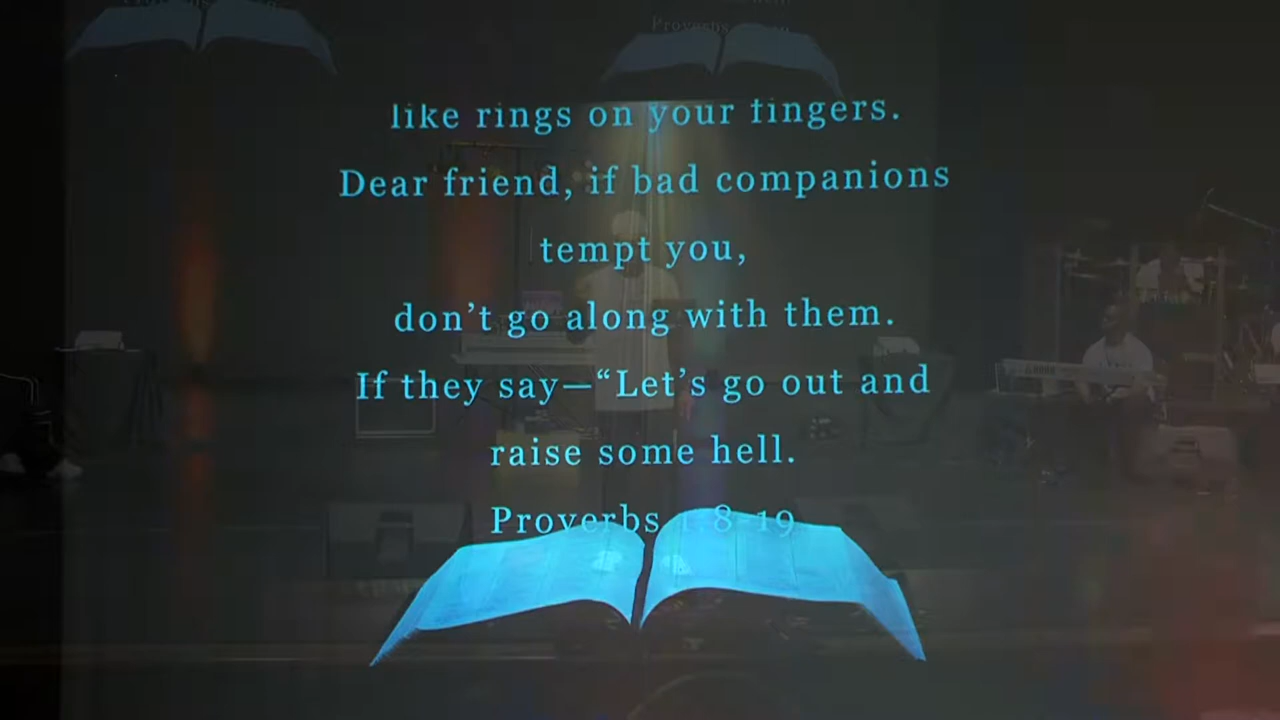 like rings on your fingers.
Dear friend, if bad companions
tempt you,
don’t go along with them.
If they say—“Let’s go out and
raise some hell.
Proverbs 1:8-19